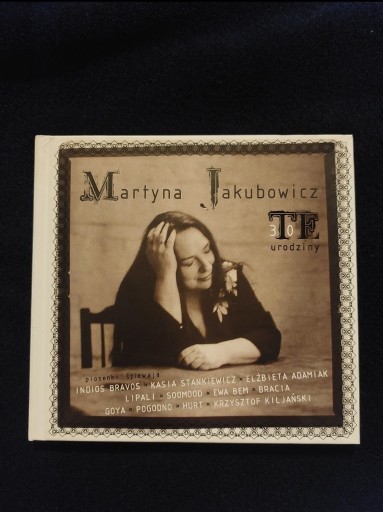 Martyna Jakubowicz
TE
30
urodziny
piosenki śpiewają
INDIOS BRAVOS * KASIA STANKIEWICZ * ELŻBIETA ADAMIAK
LIPALI * SOOMOOD * EWA BEM * BRACIA
GOYA * POGODNO * HURT * KRZYSZTOF KILJAŃSKI